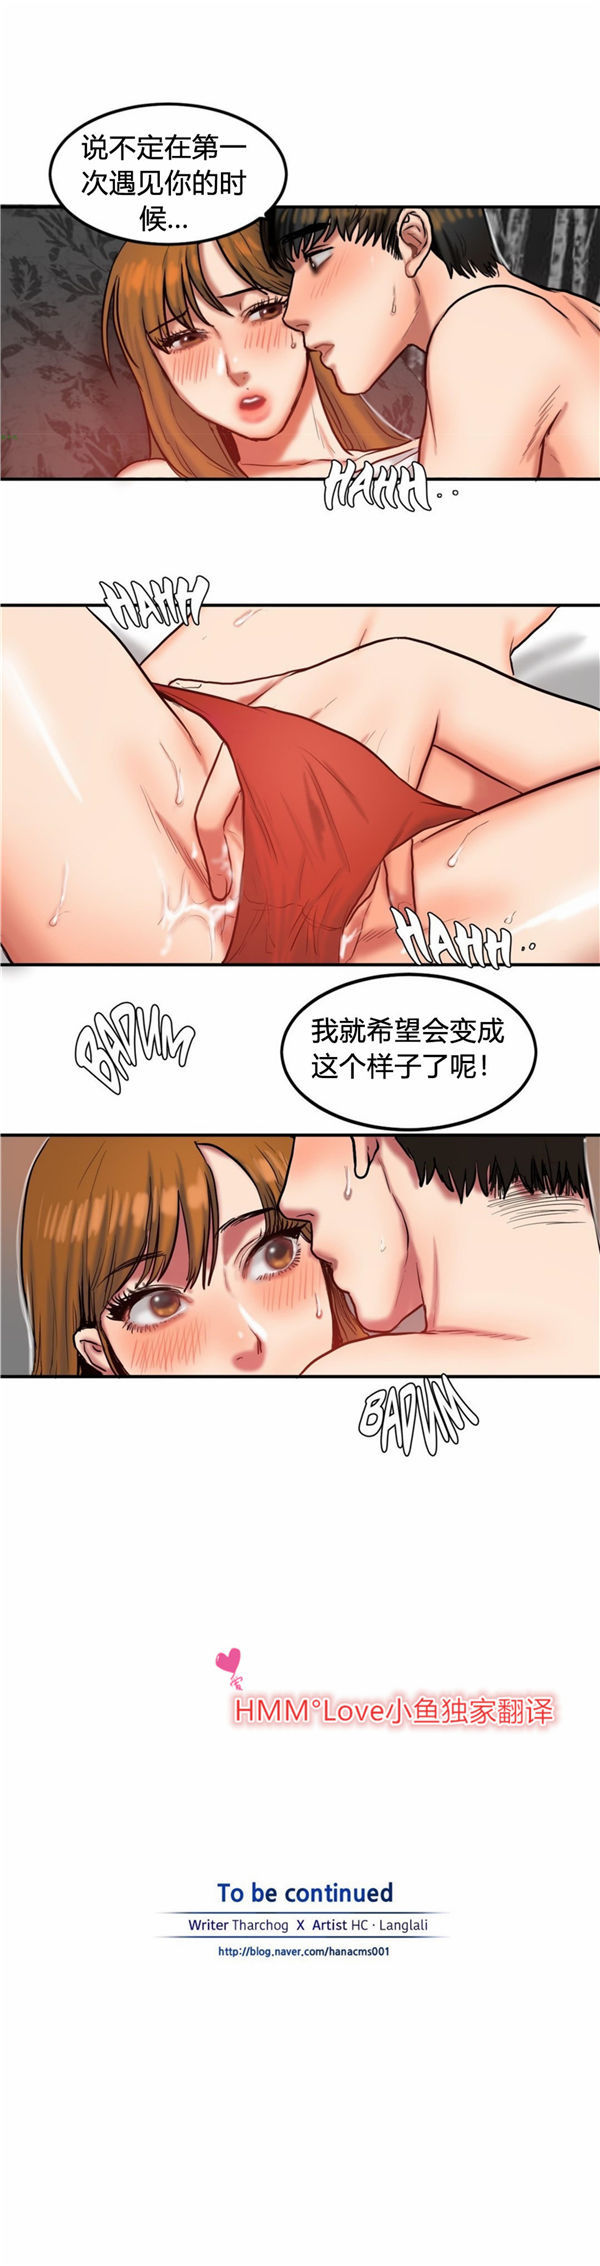 说不定在第一
次遇见你的时
候...
HAHH..
HAHH
HAHH..
BADUM
我就希望会变成
这个样子了呢！
BADUM
爱
HMM°Love小鱼独家翻译
To be continued
Writer Tharchog X Artist HC · Langlali
http://blog.naver.com/hanacms001